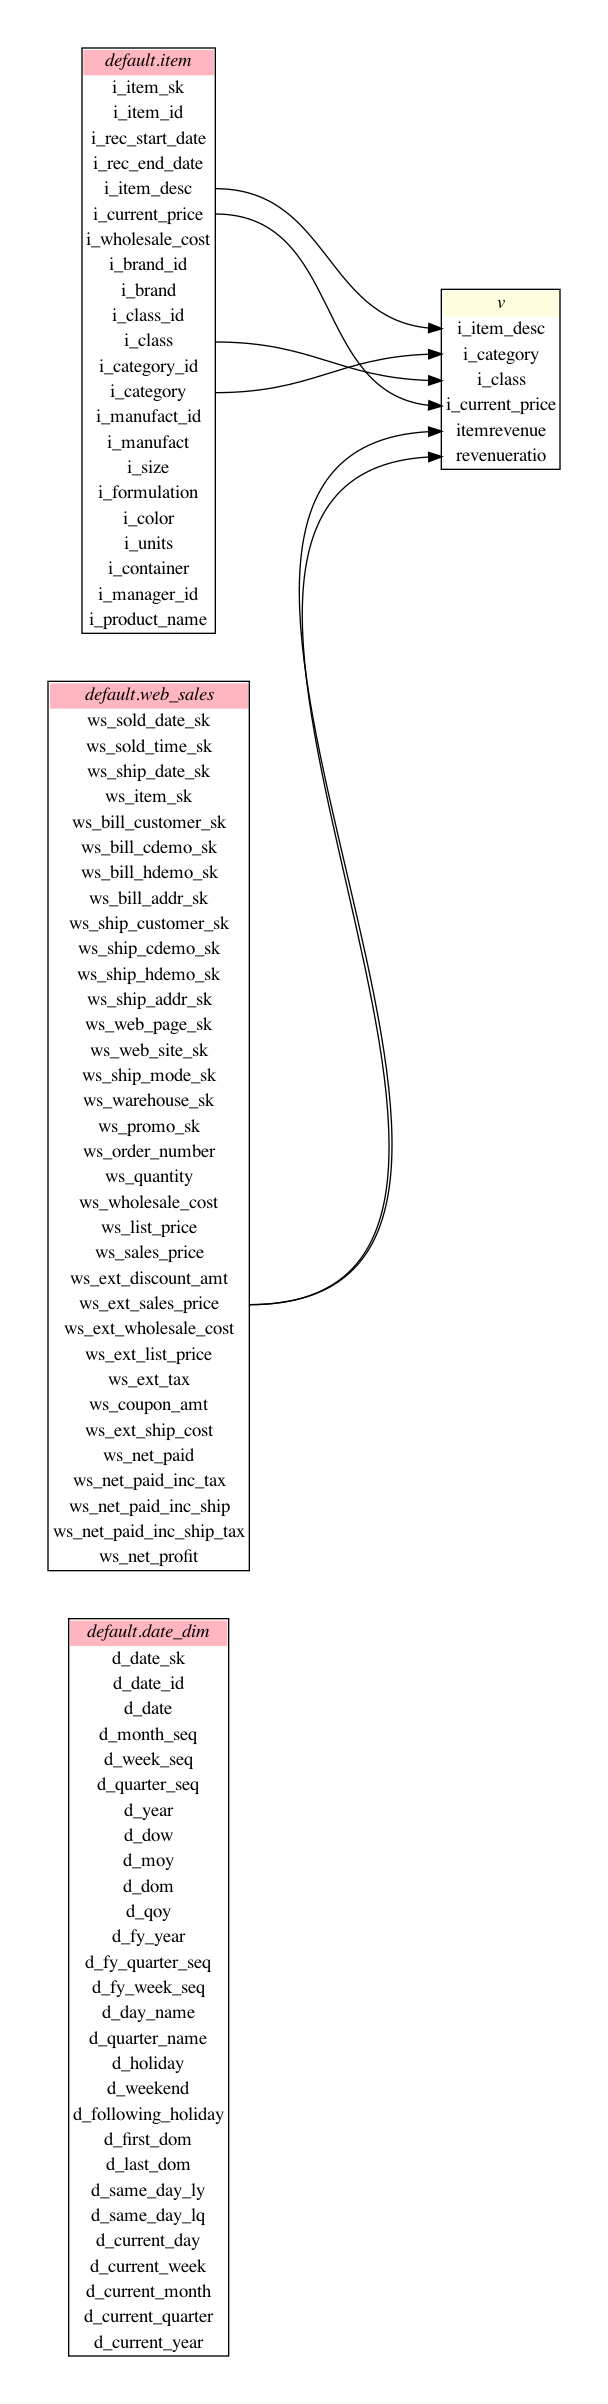 default.item
i_item_sk
i_item_id
i_rec_start_date
i_rec_end_date
i_item_desc
i_current_price
i_wholesale_cost
i_brand_id
i_brand
i_class_id
i_class
i_category_id
i_category
i_manufact_id
i_manufact
i_size
i_formulation
i_color
i_units
i_container
i_manager_id
i_product_name
v
i_item_desc
i_category
i_class
i_current_price
itemrevenue
revenueratio
default.web_sales
ws_sold_date_sk
ws_sold_time_sk
ws_ship_date_sk
ws_item_sk
ws_bill_customer_sk
ws_bill_cdemo_sk
ws_bill_hdemo_sk
ws_bill_addr_sk
ws_ship_customer_sk
ws_ship_cdemo_sk
ws_ship_hdemo_sk
ws_ship_addr_sk
ws_web_page_sk
ws_web_site_sk
ws_ship_mode_sk
ws_warehouse_sk
ws_promo_sk
ws_order_number
ws_quantity
ws_wholesale_cost
ws_list_price
ws_sales_price
ws_ext_discount_amt
ws_ext_sales_price
ws_ext_wholesale_cost
ws_ext_list_price
ws_ext_tax
ws_coupon_amt
ws_ext_ship_cost
ws_net_paid
ws_net_paid_inc_tax
ws_net_paid_inc_ship
ws_net_paid_inc_ship_tax
ws_net_profit
default.date_dim
d_date_sk
d_date_id
d_date
d_month_seq
d_week_seq
d_quarter_seq
d_year
d_dow
d_moy
d_dom
d_qoy
d_fy_year
d_fy_quarter_seq
d_fy_week_seq
d_day_name
d_quarter_name
d_holiday
d_weekend
d_following_holiday
d_first_dom
d_last_dom
d_same_day_ly
d_same_day_lq
d_current_day
d_current_week
d_current_month
d_current_quarter
d_current_year